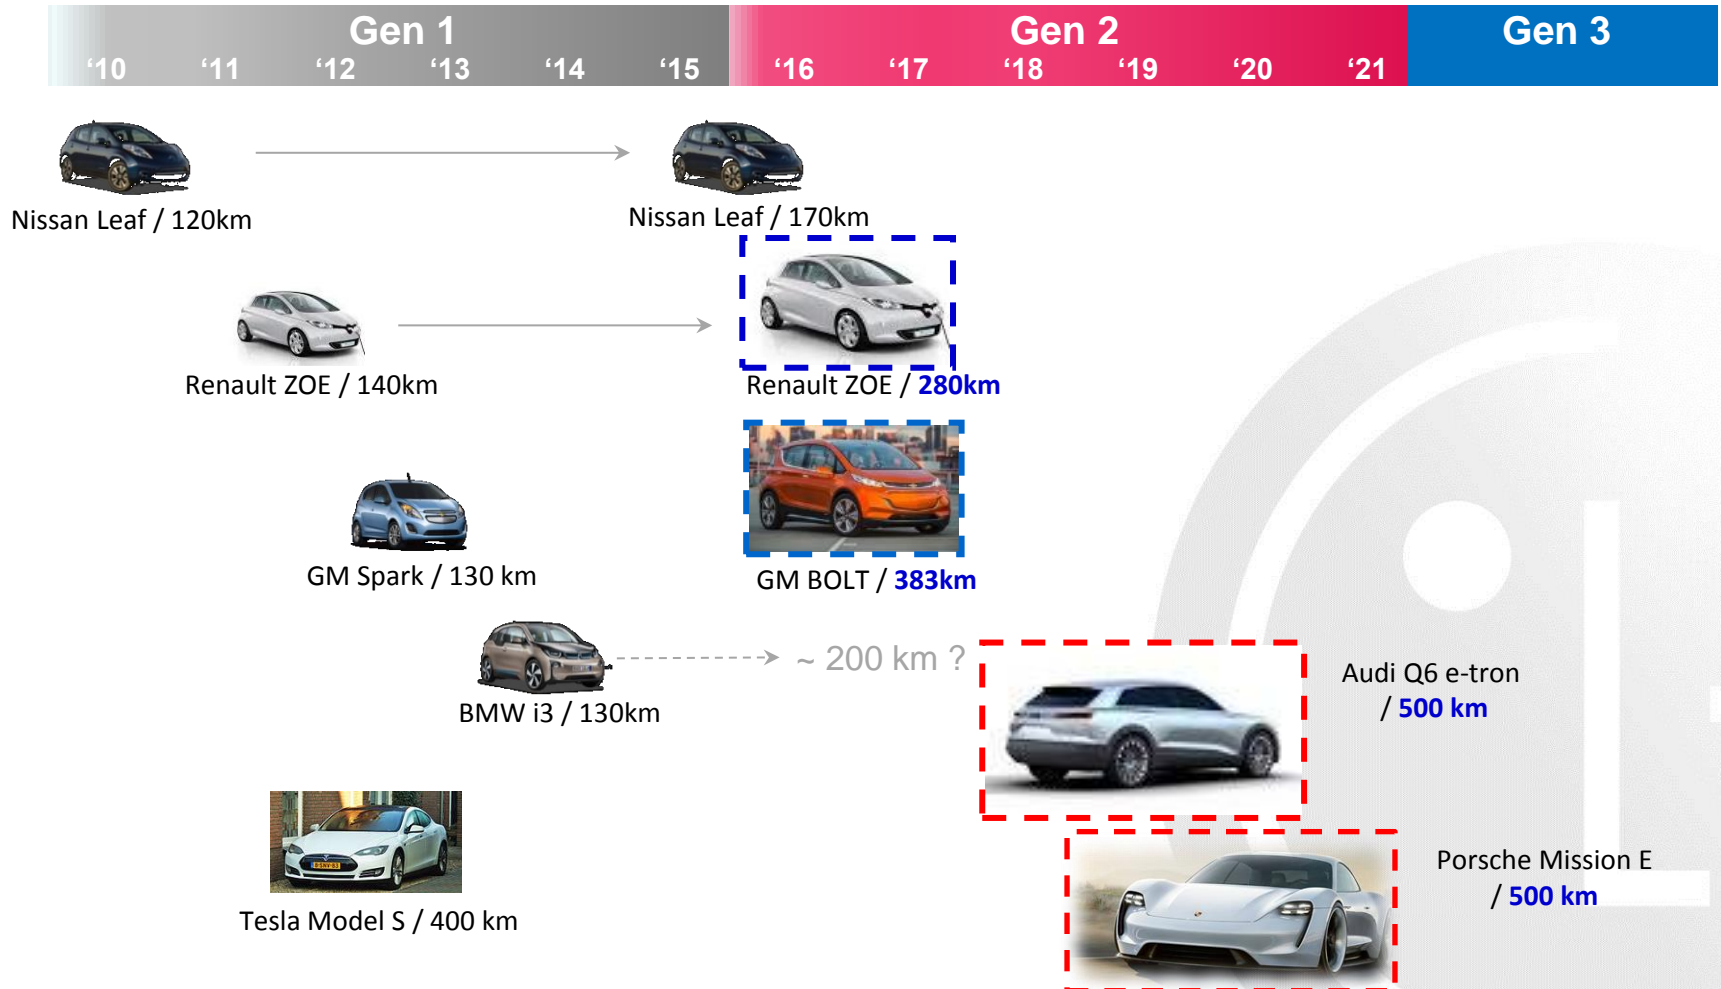 Gen 1
Gen 2
Gen 3
‘10 ‘11 ‘12 ‘13 ‘14 ‘15 ‘16 ‘17 ‘18 ‘19 ‘20 ‘21
Nissan Leaf / 120km
Nissan Leaf / 170km
Renault ZOE / 140km
Renault ZOE / 280km
GM Spark / 130 km
GM BOLT / 383km
BMW i3 / 130km
~ 200 km ?
Audi Q6 e-tron
/ 500 km
Tesla Model S / 400 km
Porsche Mission E
/ 500 km